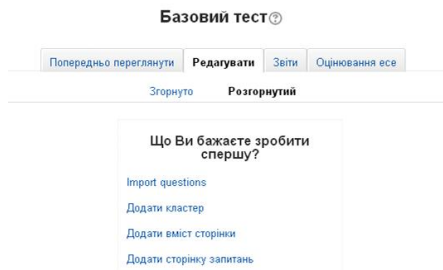 Базовий тест
Попередньо переглянути Редагувати Звіти Оцінювання есе
Згорнуто Розгорнутий
Що Ви бажаєте зробити
спершу?
Import questions
Додати кластер
Додати вміст сторінки
Додати сторінку запитань